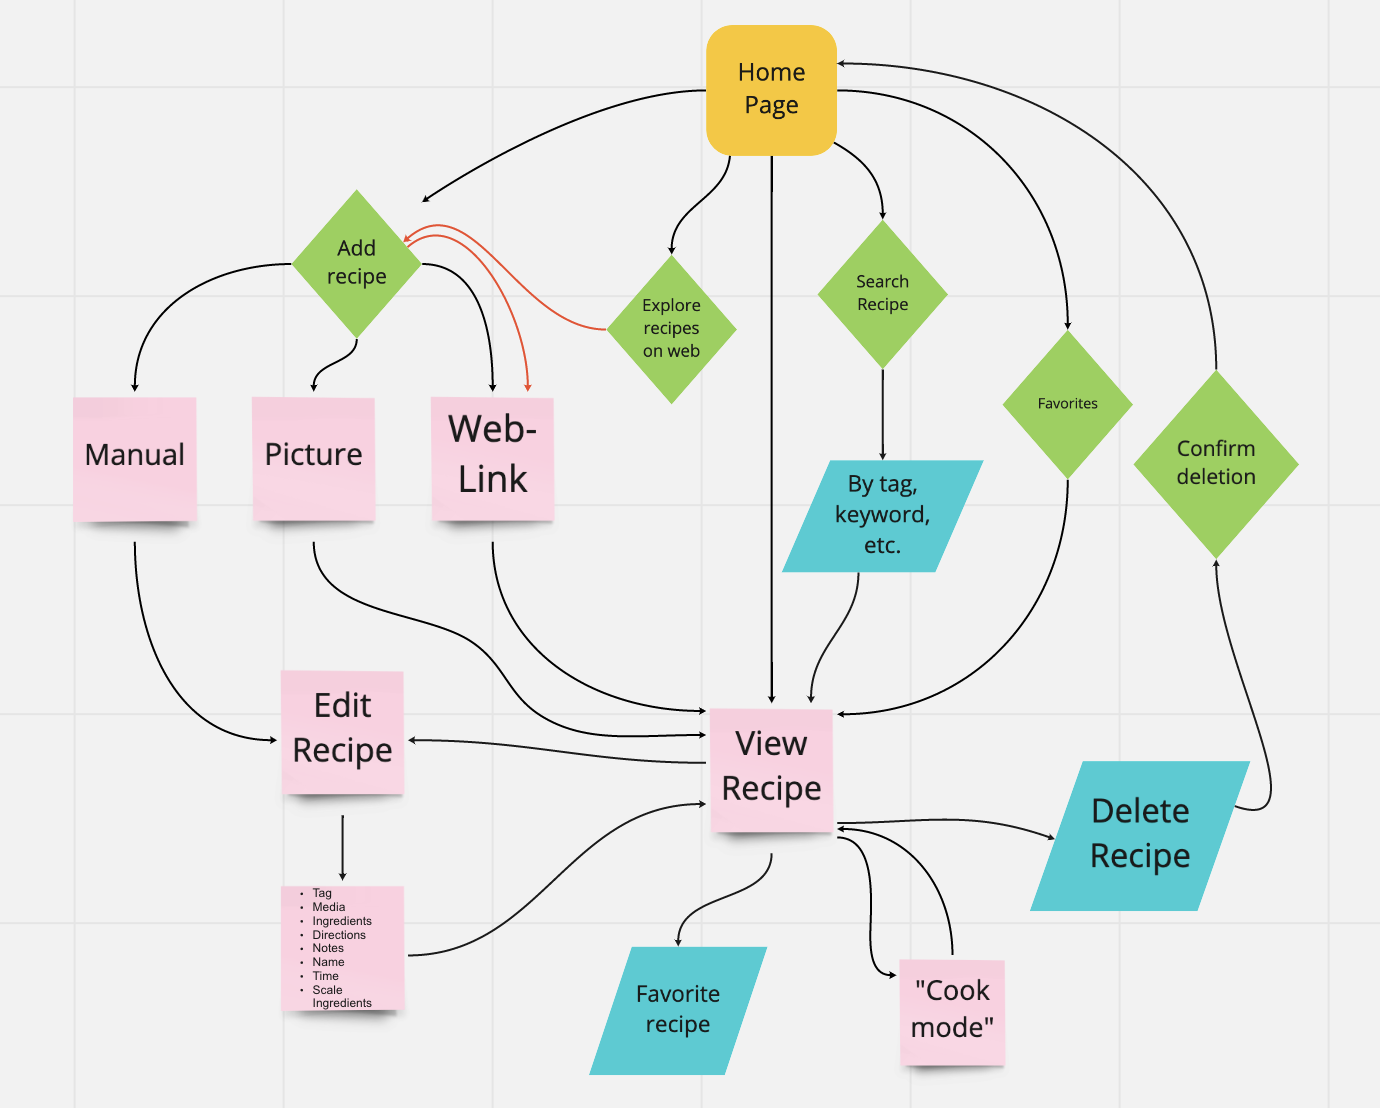 Home
Page
Add
recipe
Explore
recipes
on web
Search
Recipe
Favorites
Confirm
deletion
Manual
Picture
Web-
Link
By tag,
keyword,
etc.
Edit
Recipe
View
Recipe
Delete
Recipe
• Tag
• Media
• Ingredients
• Directions
• Notes
• Name
• Time
• Scale
Ingredients
Favorite
recipe
"Cook
mode"